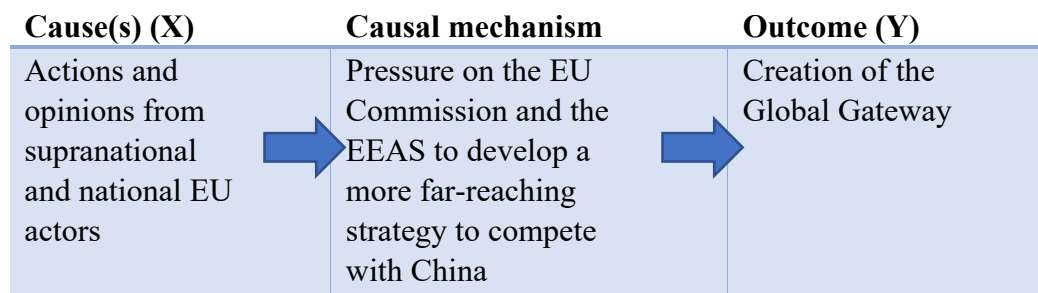 Cause(s) (X)
Causal mechanism
Outcome (Y)
Actions and
opinions from
supranational
and national EU
actors
Pressure on the EU
Commission and the
EEAS to develop a
more far-reaching
strategy to compete
with China
Creation of the
Global Gateway